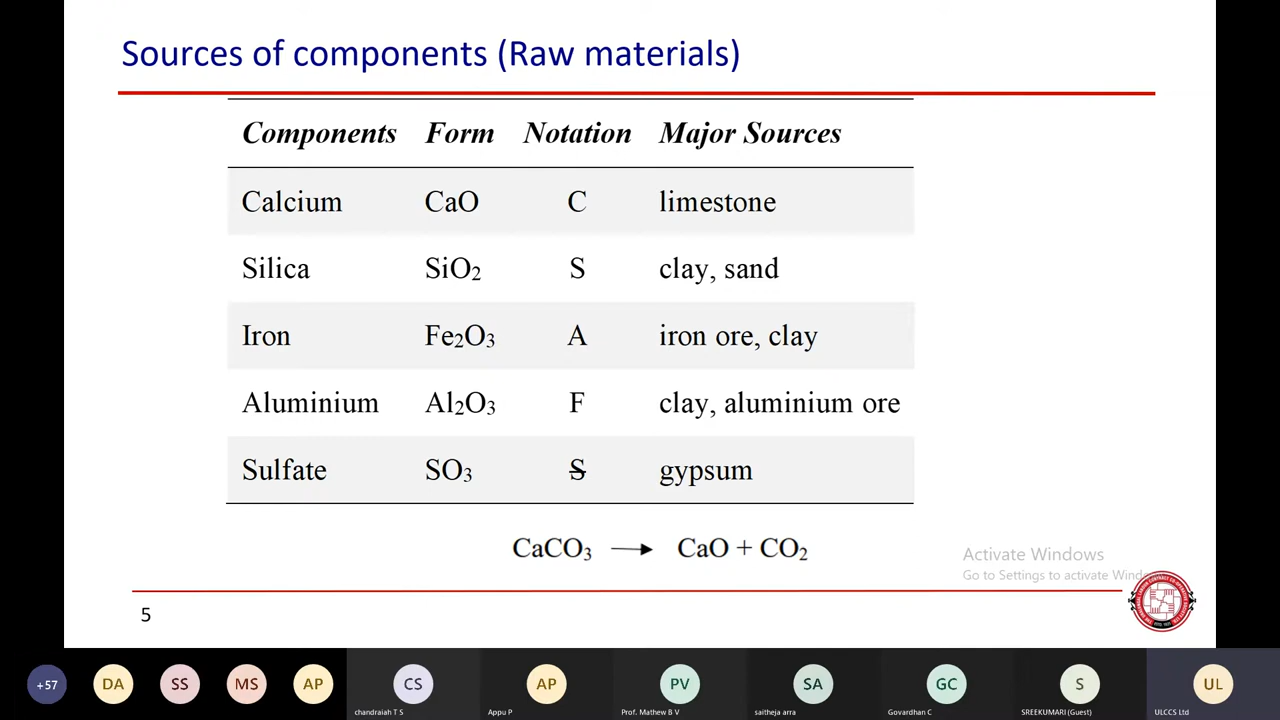 Sources of components (Raw materials)
Components Form Notation Major Sources
Calcium CaO C limestone
Silica SiO2 S clay, sand
Iron Fe2O3 A iron ore, clay
Aluminium Al2O3 F clay, aluminium ore
Sulfate SO3 S gypsum
CaCO3 → CaO + CO2
Activate Windows
Go to Settings to activate Windo
5
+57 DA SS MS AP CS AP PV SA GC S UL
chandraiah T S Appu P Prof. Mathew B V saitheja arra Govardhan C SREEKUMARI (Guest) ULCCS Ltd